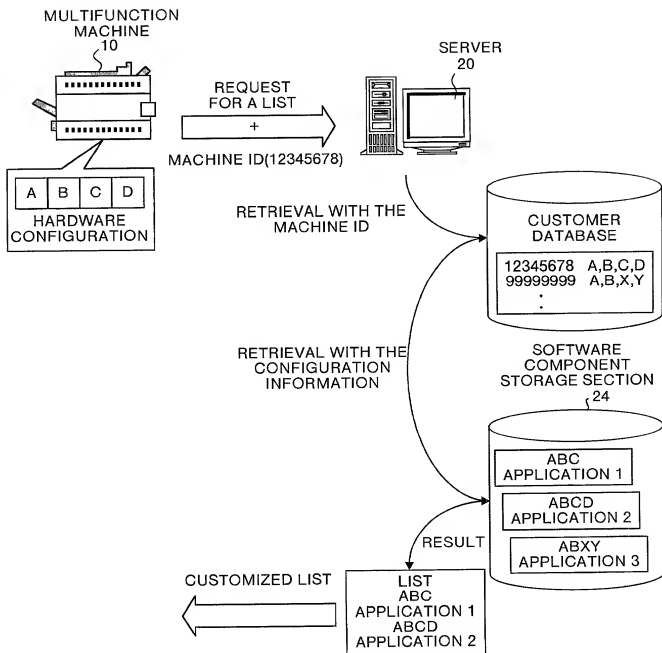 MULTIFUNCTION
MACHINE
10
REQUEST
FOR A LIST
+
MACHINE ID(12345678)
SERVER
20
A B C D
HARDWARE
CONFIGURATION
RETRIEVAL WITH THE
MACHINE ID
CUSTOMER
DATABASE
12345678 A,B,C,D
99999999 A,B,X,Y
:
RETRIEVAL WITH THE
CONFIGURATION
INFORMATION
SOFTWARE
COMPONENT
STORAGE SECTION
24
ABC
APPLICATION 1
ABCD
APPLICATION 2
ABXY
APPLICATION 3
RESULT
CUSTOMIZED LIST
LIST
ABC
APPLICATION 1
ABCD
APPLICATION 2